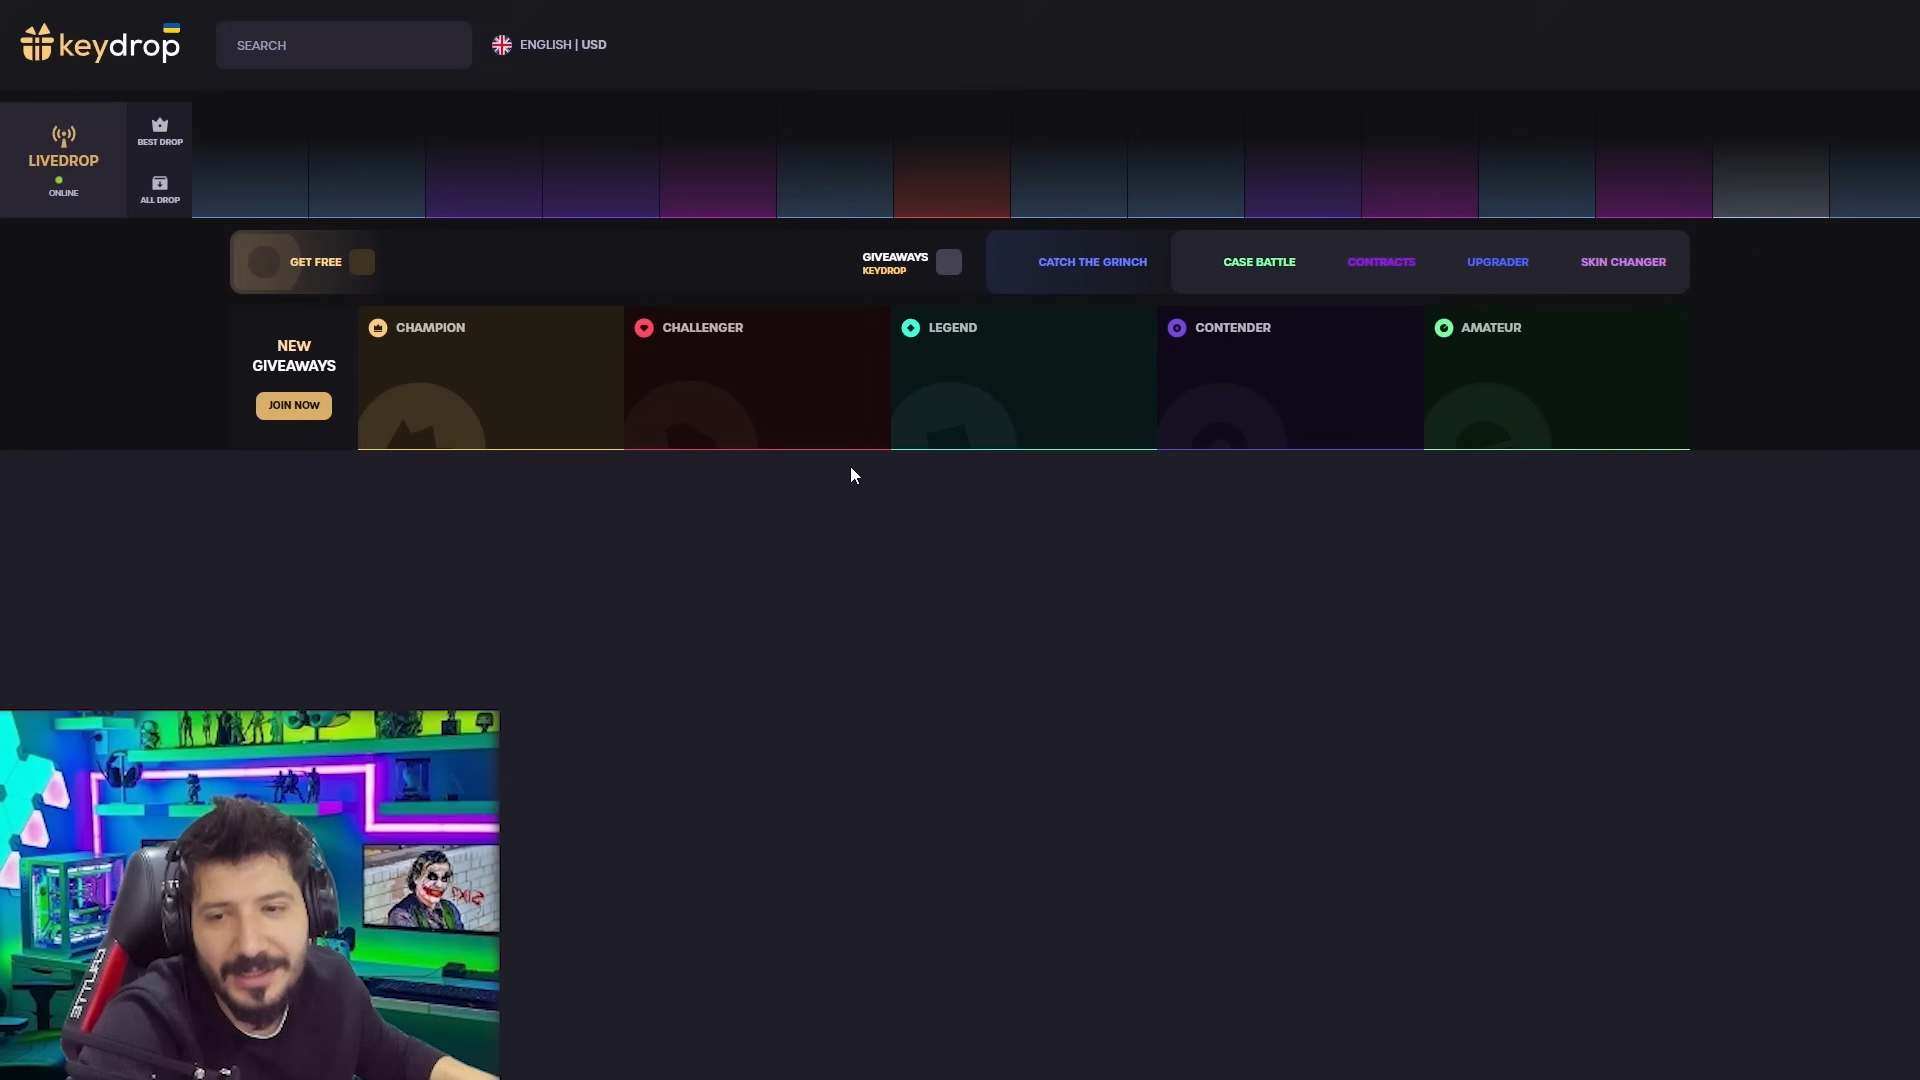 keydrop
SEARCH
ENGLISH | USD
LIVEDROP
ONLINE
BEST DROP
ALL DROP
GET FREE
GIVEAWAYS
KEYDROP
CATCH THE GRINCH
CASE BATTLE
CONTRACTS
UPGRADER
SKIN CHANGER
NEW
GIVEAWAYS
JOIN NOW
CHAMPION
CHALLENGER
LEGEND
CONTENDER
AMATEUR